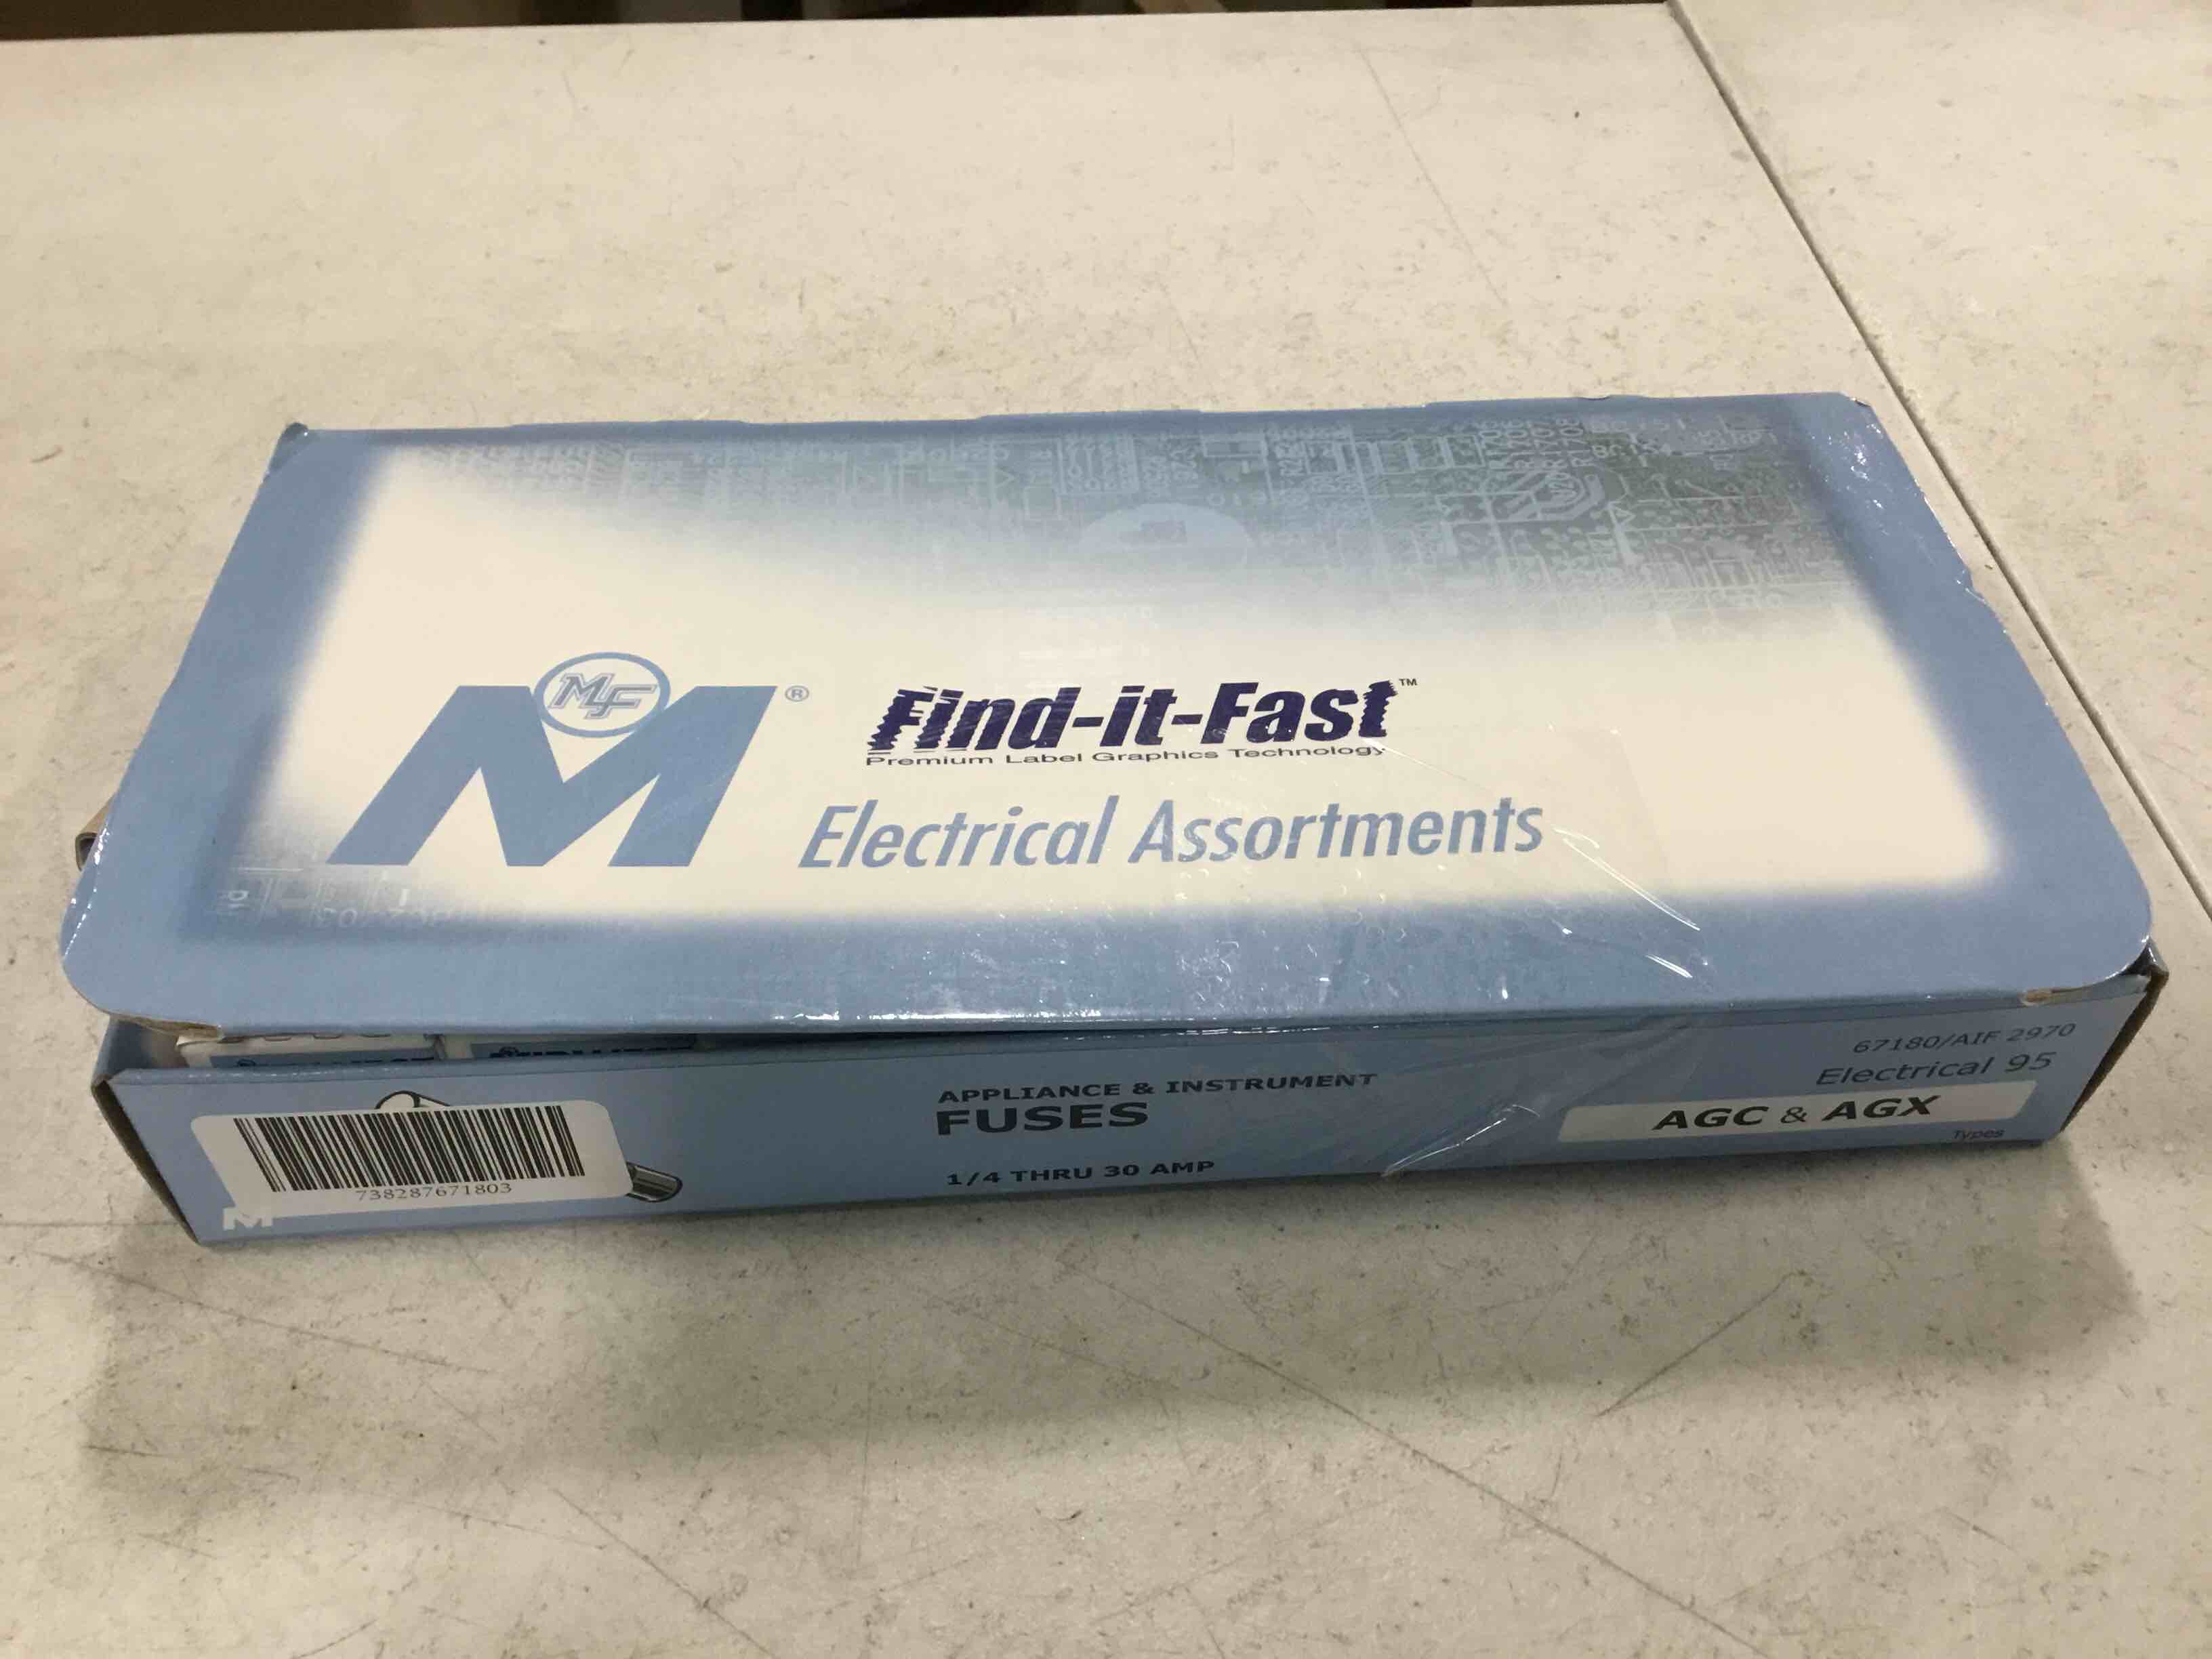 MF
M®
Find-it-Fast™
Premium Label Graphics Technology
Electrical Assortments
67180/AIF 2970
Electrical 95
APPLIANCE & INSTRUMENT
FUSES
AGC & AGX
Types
1/4 THRU 30 AMP
738287671803
M